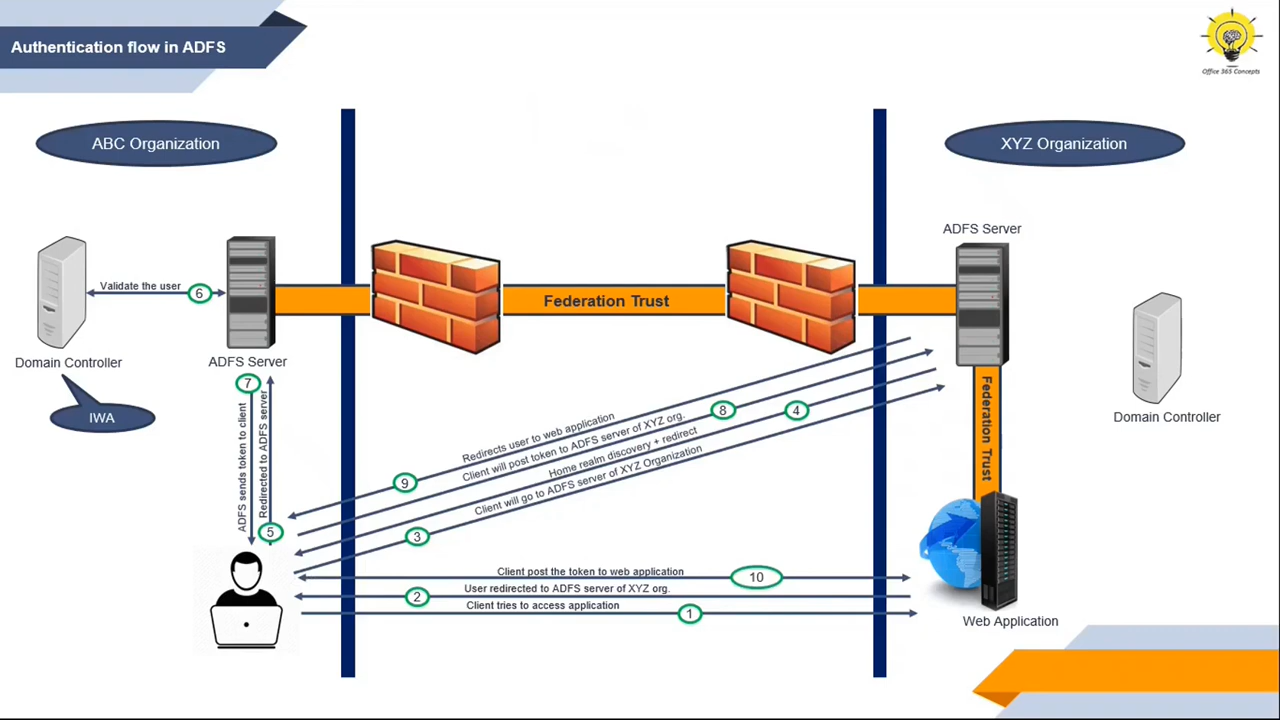 Authentication flow in ADFS
Office 365 Concepts
ABC Organization
XYZ Organization
ADFS Server
Validate the user
6
Federation Trust
Domain Controller
ADFS Server
IWA
7
5
ADFS sends token to client
Redirected to ADFS server
Domain Controller
Federation Trust
Redirects user to web application
9
Client will post token to ADFS server of XYZ org.
8
Home realm discovery + redirect
4
Client will go to ADFS server of XYZ Organization
3
Client post the token to web application
10
User redirected to ADFS server of XYZ org.
2
Client tries to access application
1
Web Application